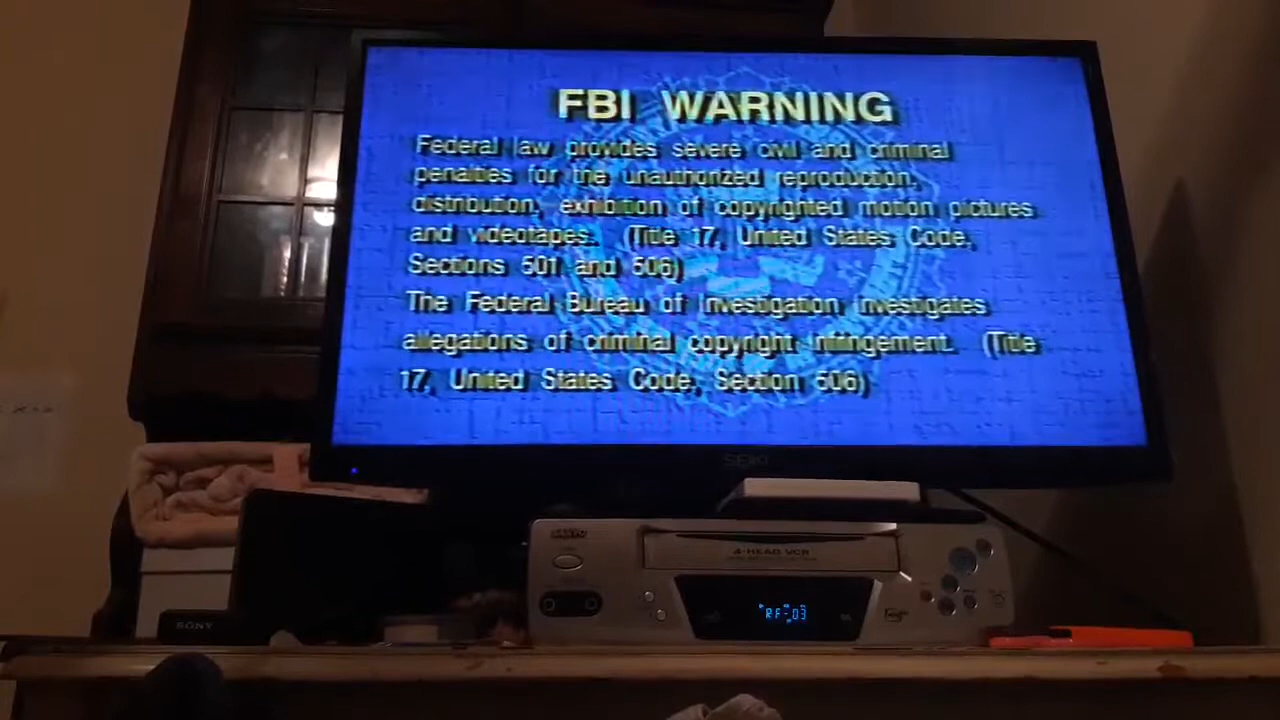 FBI WARNING
Federal law provides severe civil and criminal
penalties for the unauthorized reproduction,
distribution, exhibition of copyrighted motion pictures
and videotapes. (Title 17, United States Code,
Sections 501 and 506)
The Federal Bureau of Investigation investigates
allegations of criminal copyright infringement. (Title
17, United States Code, Section 506)
SEIKI
SANYO
4-HEAD VCR
RF-03
SONY